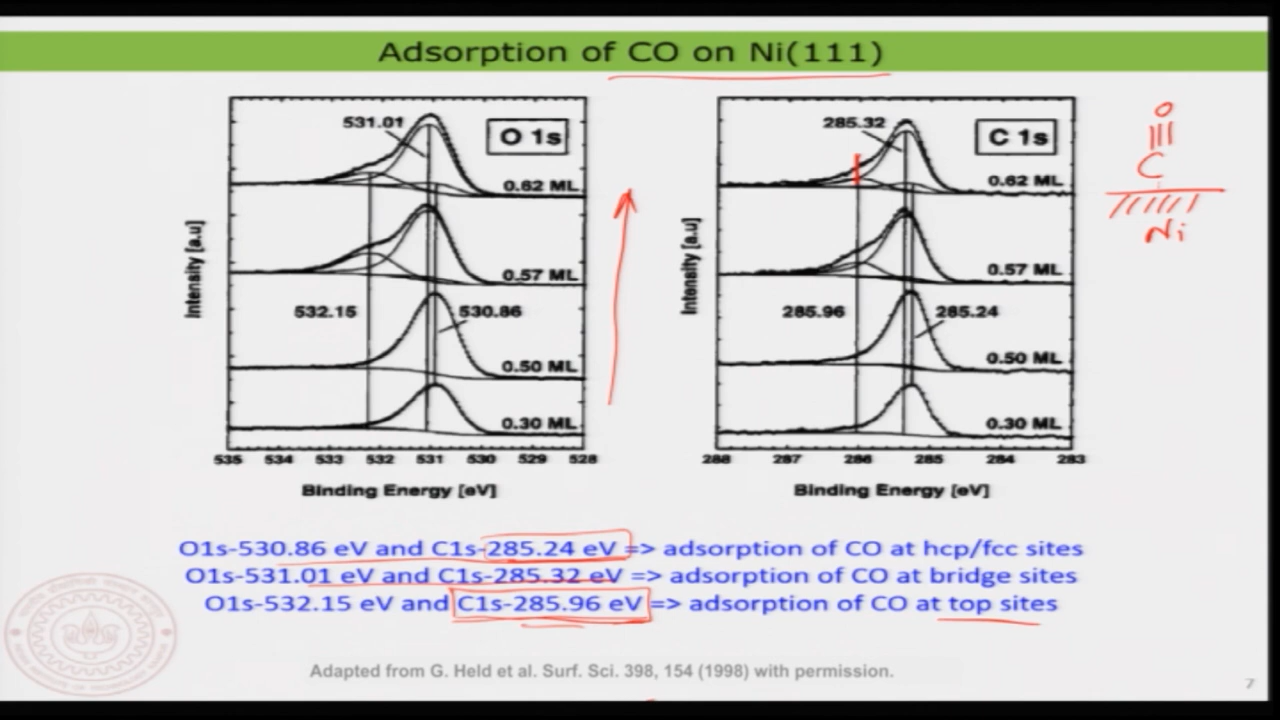 Adsorption of CO on Ni(111)
531.01
O 1s
0.62 ML
0.57 ML
532.15
530.86
0.50 ML
0.30 ML
535 534 533 532 531 530 529 528
Binding Energy [eV]
Intensity [a.u]
285.32
C 1s
0.62 ML
0.57 ML
285.96
285.24
0.50 ML
0.30 ML
288 287 286 285 284 283
Binding Energy [eV]
Intensity [a.u]
O
C
Ni
O1s-530.86 eV and C1s-285.24 eV => adsorption of CO at hcp/fcc sites
O1s-531.01 eV and C1s-285.32 eV => adsorption of CO at bridge sites
O1s-532.15 eV and C1s-285.96 eV => adsorption of CO at top sites
Adapted from G. Held et al. Surf. Sci. 398, 154 (1998) with permission.
7